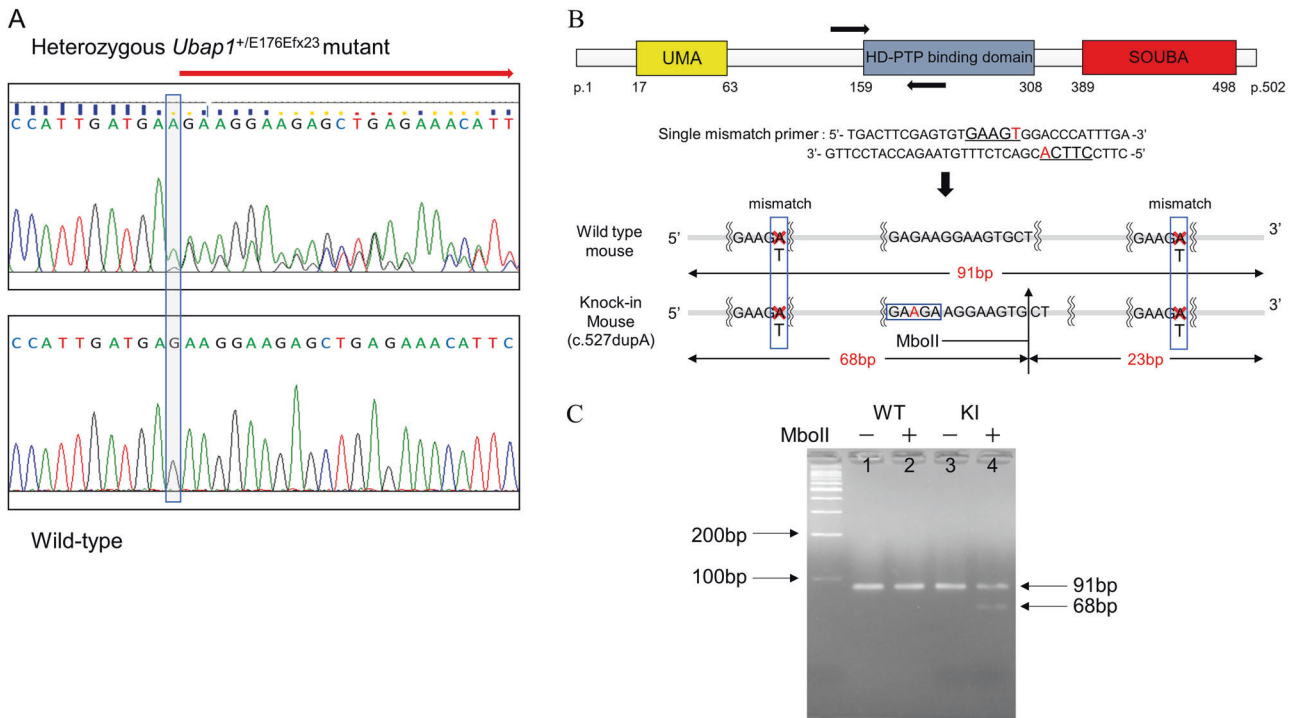 A
Heterozygous Ubap1+/E176Efx23 mutant
CCATTGATGAAGAAGGAAGAGCTGAGAAACATT
CCATTGATGAGAAGGAAGAGCTGAGAAACATTC
Wild-type
B
UMA
HD-PTP binding domain
SOUBA
p.1 17 63 159 308 389 498 p.502
Single mismatch primer : 5'- TGACTTCGAGTGTGAAGTGGACCCATTTGA -3'
3'- GTTCCTACCAGAATGTTTCTCAGCACTTCCTTC -5'
mismatch mismatch
Wild type mouse 5' GAAGA GAGAAGGAAGTGCT GAAGA 3'
T T
91bp
Knock-in Mouse (c.527dupA) 5' GAAGA GAAGA AGGAAGTGCT GAAGA 3'
T T
MboII
68bp 23bp
C
WT KI
MboII − + − +
1 2 3 4
200bp
100bp
91bp
68bp